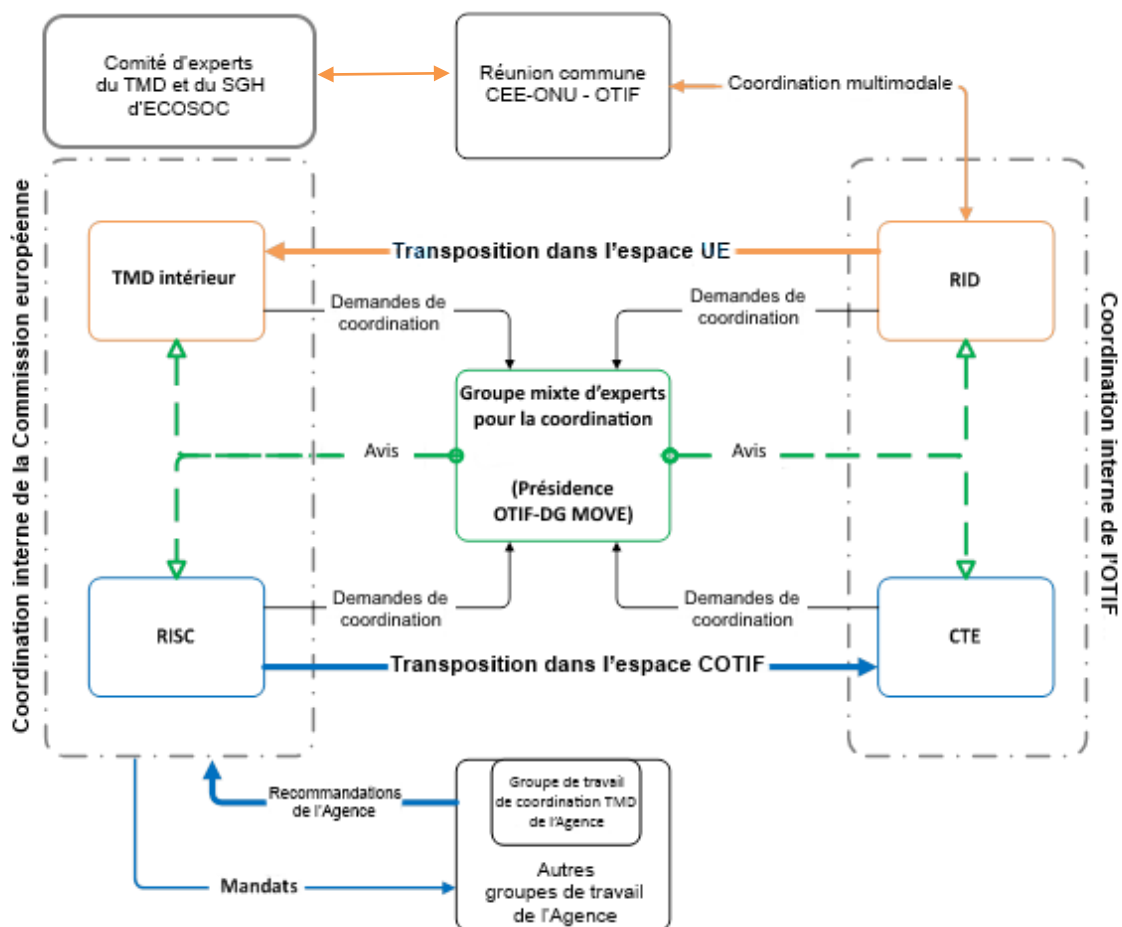 Comité d'experts
du TMD et du SGH
d'ECOSOC
Réunion commune
CEE-ONU - OTIF
Coordination multimodale
Coordination interne de la Commission européenne
TMD intérieur
Transposition dans l'espace UE
RID
Coordination interne de l'OTIF
Demandes de
coordination
Demandes de
coordination
Groupe mixte d'experts
pour la coordination
(Présidence
OTIF-DG MOVE)
Avis
Avis
RISC
Demandes de
coordination
Demandes de
coordination
CTE
Transposition dans l'espace COTIF
Recommandations
de l'Agence
Groupe de travail
de coordination TMD
de l'Agence
Mandats
Autres
groupes de travail
de l'Agence